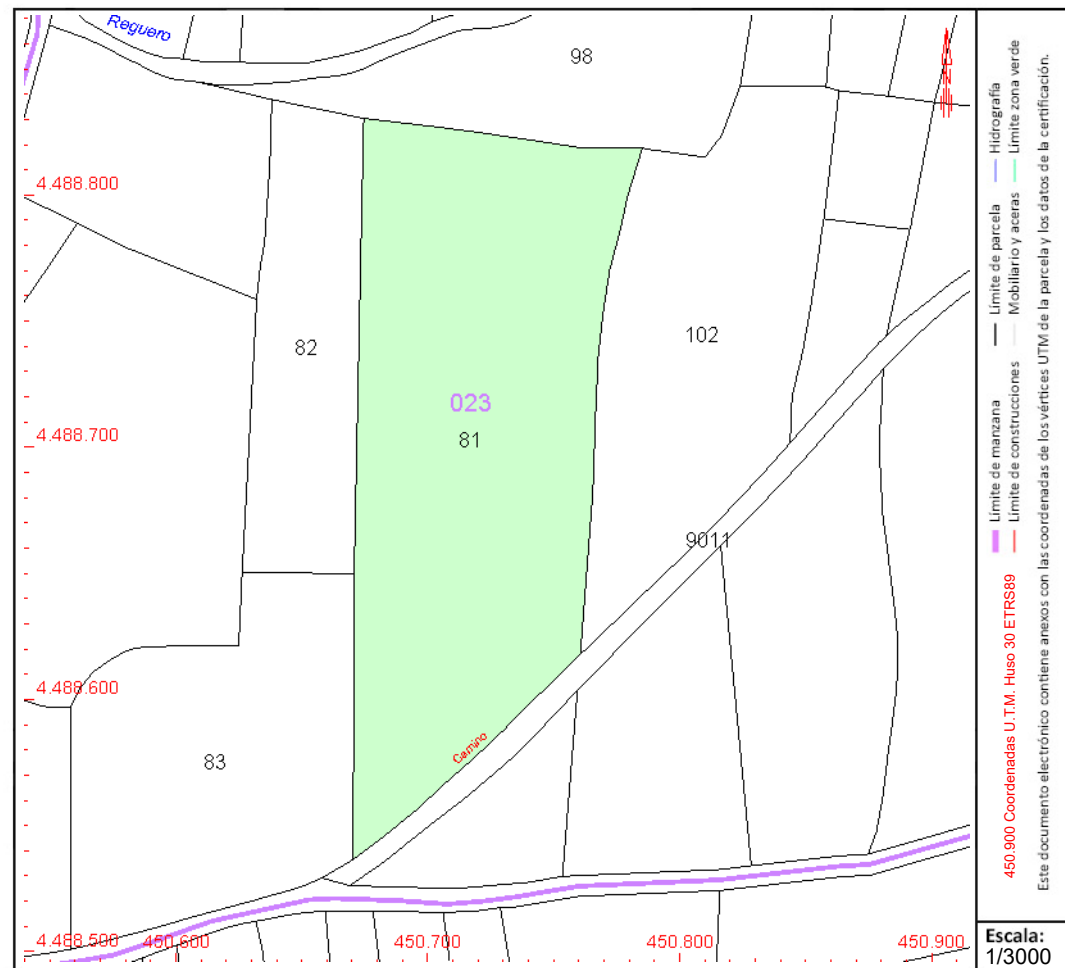 Reguero
98
4.488.800
82
102
023
81
4.488.700
9011
4.488.600
Camino
83
4.488.500
450.600
450.700
450.800
450.900
N
450.900 Coordenadas U.T.M. Huso 30 ETRS89
Límite de manzana
Límite de construcciones
Límite de parcela
Mobiliario y aceras
Hidrografía
Límite zona verde
Este documento electrónico contiene anexos con las coordenadas de los vértices UTM de la parcela y los datos de la certificación.
Escala:
1/3000